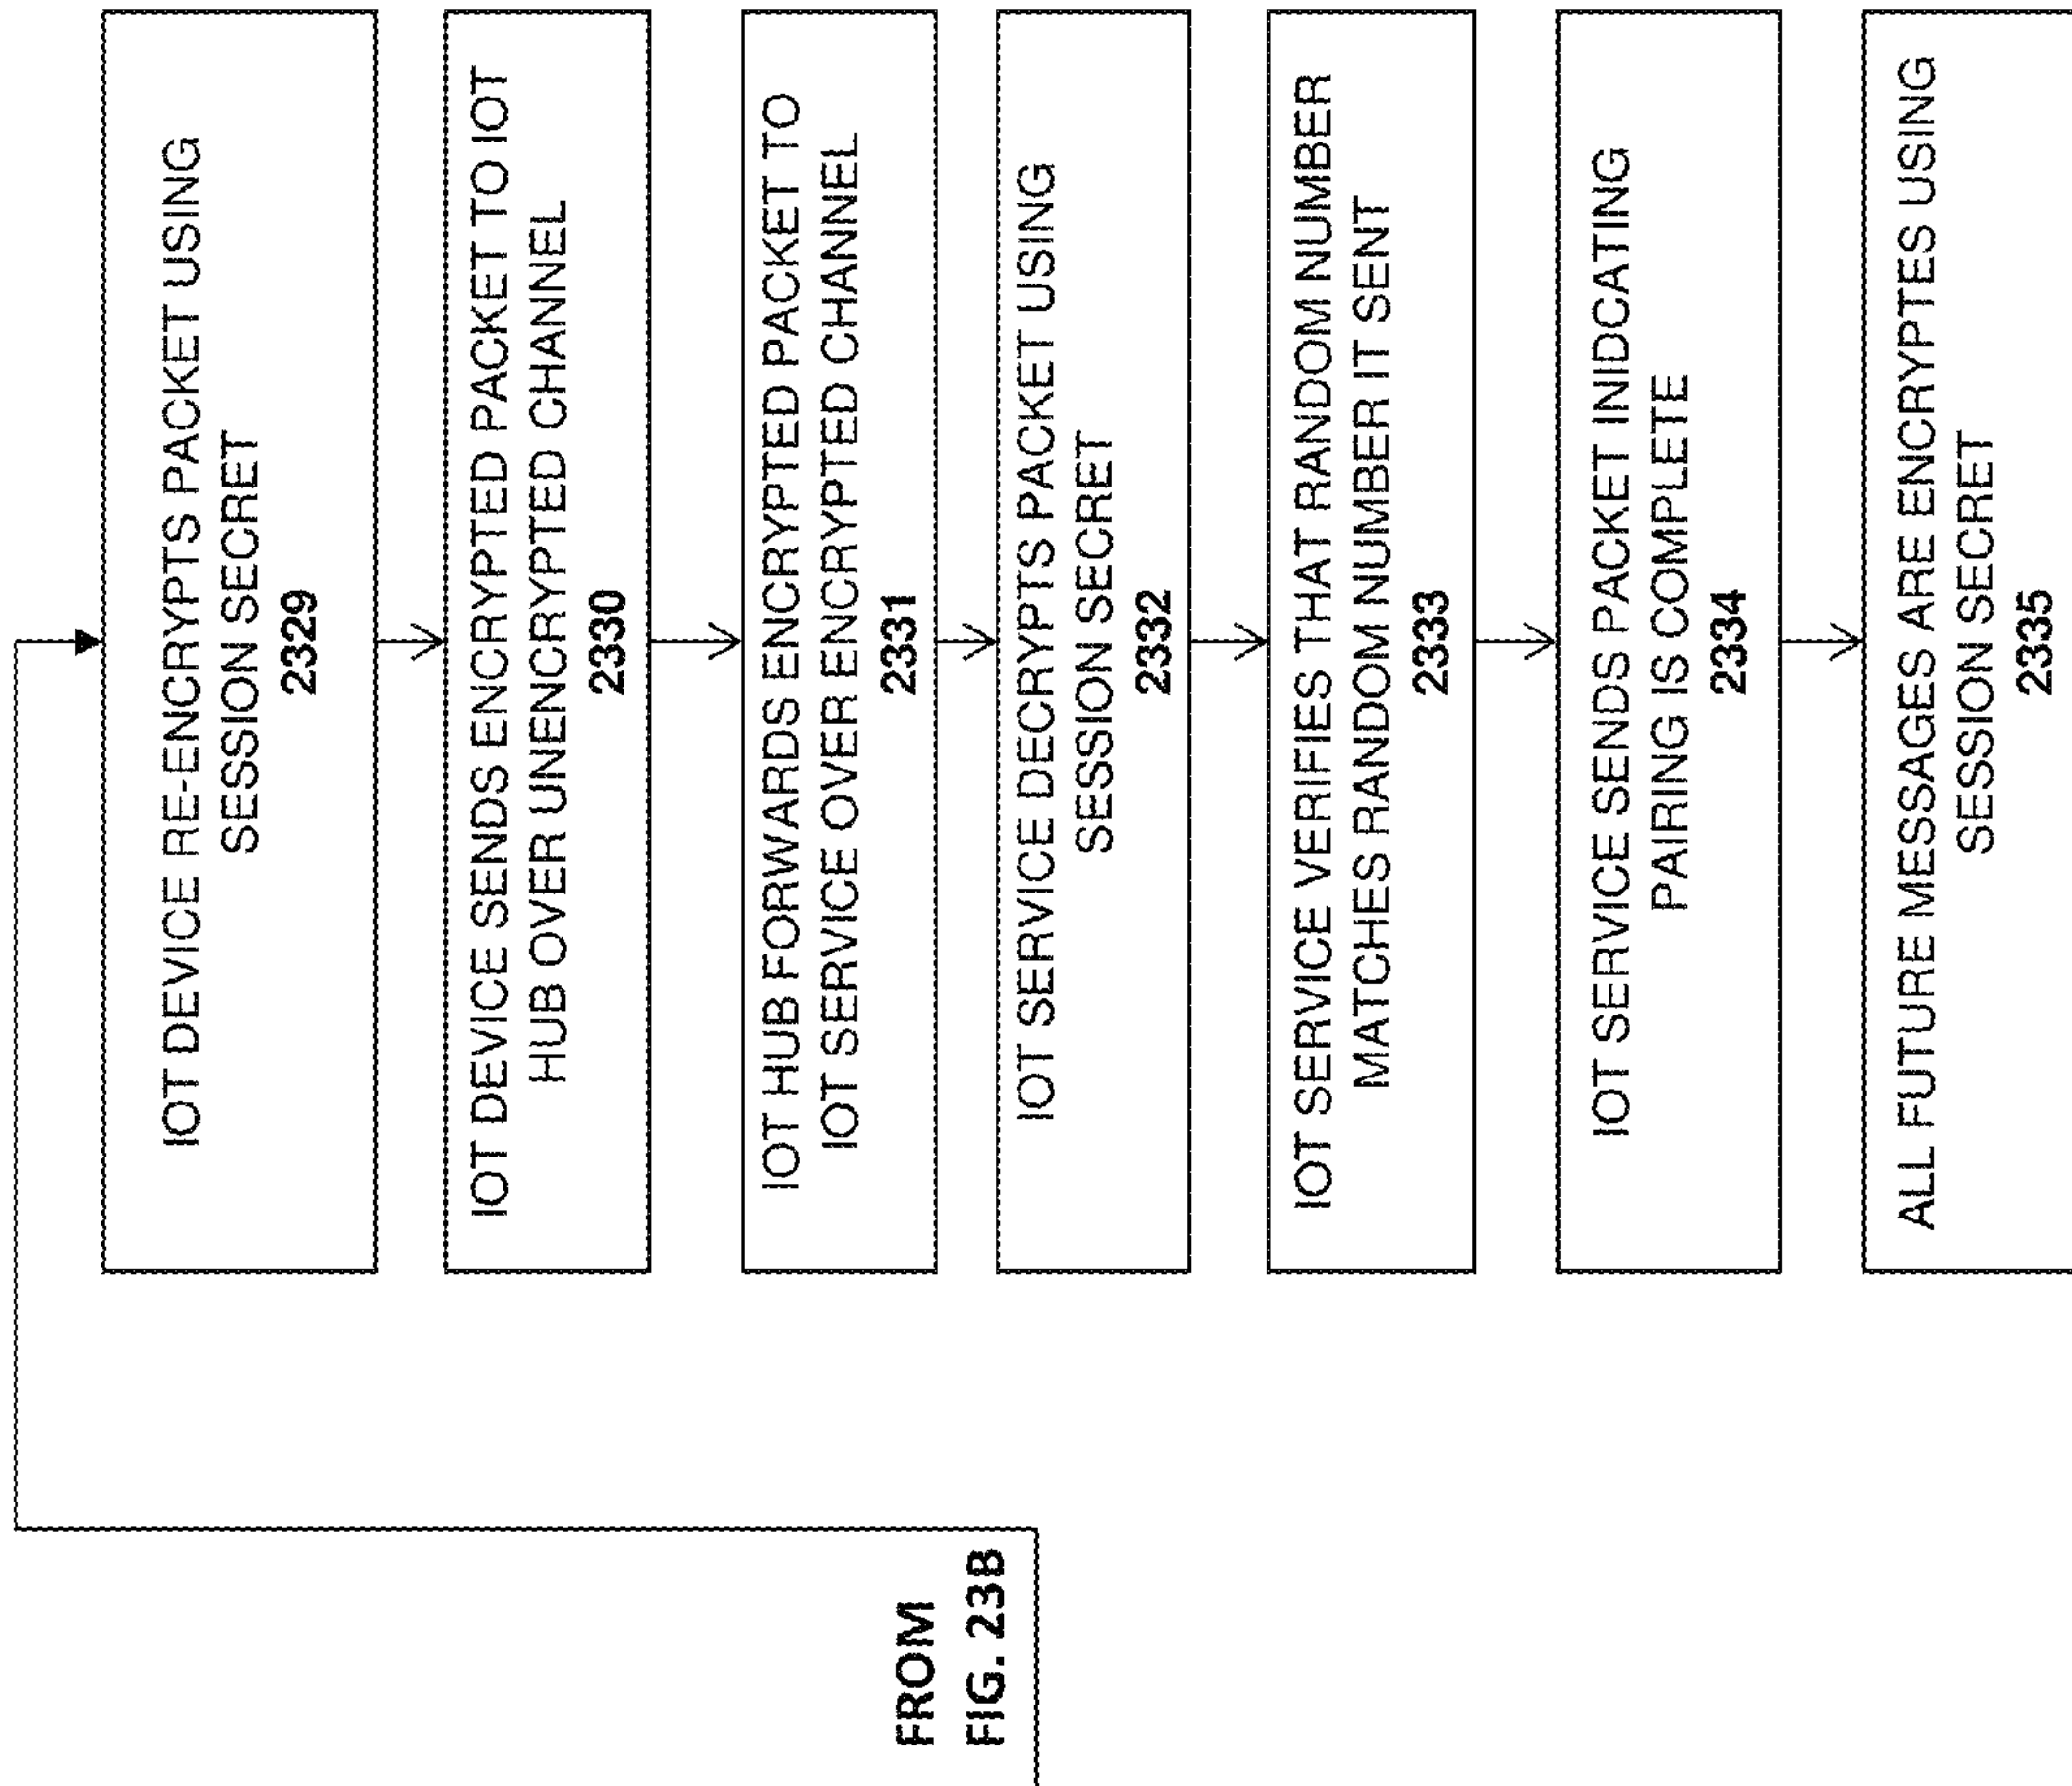 FROM
FIG. 23B
IOT DEVICE RE-ENCRYPTS PACKET USING
SESSION SECRET
2329
IOT DEVICE SENDS ENCRYPTED PACKET TO IOT
HUB OVER UNENCRYPTED CHANNEL
2330
IOT HUB FORWARDS ENCRYPTED PACKET TO
IOT SERVICE OVER ENCRYPTED CHANNEL
2331
IOT SERVICE DECRYPTS PACKET USING
SESSION SECRET
2332
IOT SERVICE VERIFIES THAT RANDOM NUMBER
MATCHES RANDOM NUMBER IT SENT
2333
IOT SERVICE SENDS PACKET INIDCATING
PAIRING IS COMPLETE
2334
ALL FUTURE MESSAGES ARE ENCRYPTES USING
SESSION SECRET
2335